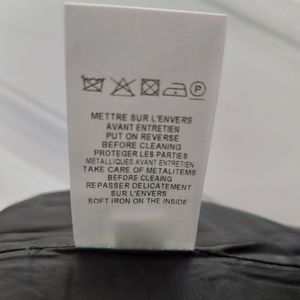 P
METTRE SUR L'ENVERS
AVANT ENTRETIEN
PUT ON REVERSE
BEFORE CLEANING
PROTEGER LES PARTIES
METALLIQUES AVANT ENTRETIEN
TAKE CARE OF METALITEMS
BEFORE CLEAING
REPASSER DELICATEMENT
SUR L'ENVERS
SOFT IRON ON THE INSIDE